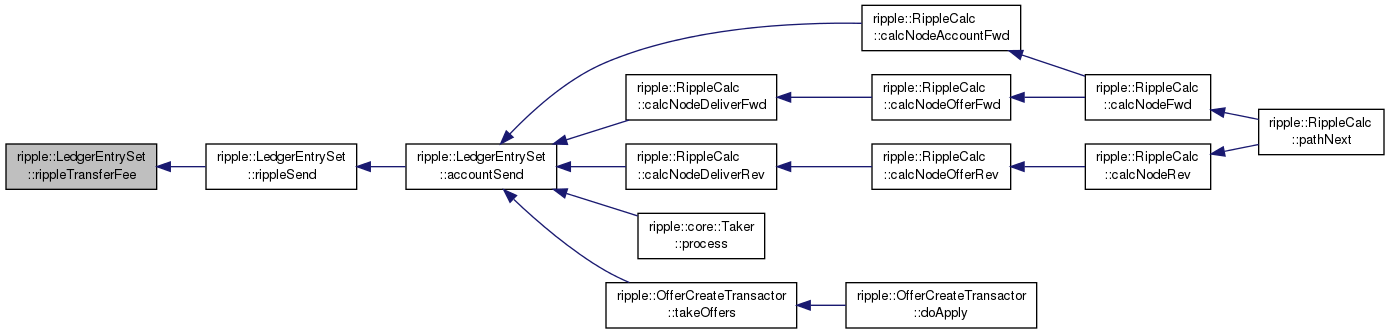 ripple::RippleCalc
::calcNodeAccountFwd
ripple::RippleCalc
::calcNodeDeliverFwd
ripple::RippleCalc
::calcNodeOfferFwd
ripple::RippleCalc
::calcNodeFwd
ripple::RippleCalc
::pathNext
ripple::LedgerEntrySet
::rippleTransferFee
ripple::LedgerEntrySet
::rippleSend
ripple::LedgerEntrySet
::accountSend
ripple::RippleCalc
::calcNodeDeliverRev
ripple::RippleCalc
::calcNodeOfferRev
ripple::RippleCalc
::calcNodeRev
ripple::core::Taker
::process
ripple::OfferCreateTransactor
::takeOffers
ripple::OfferCreateTransactor
::doApply